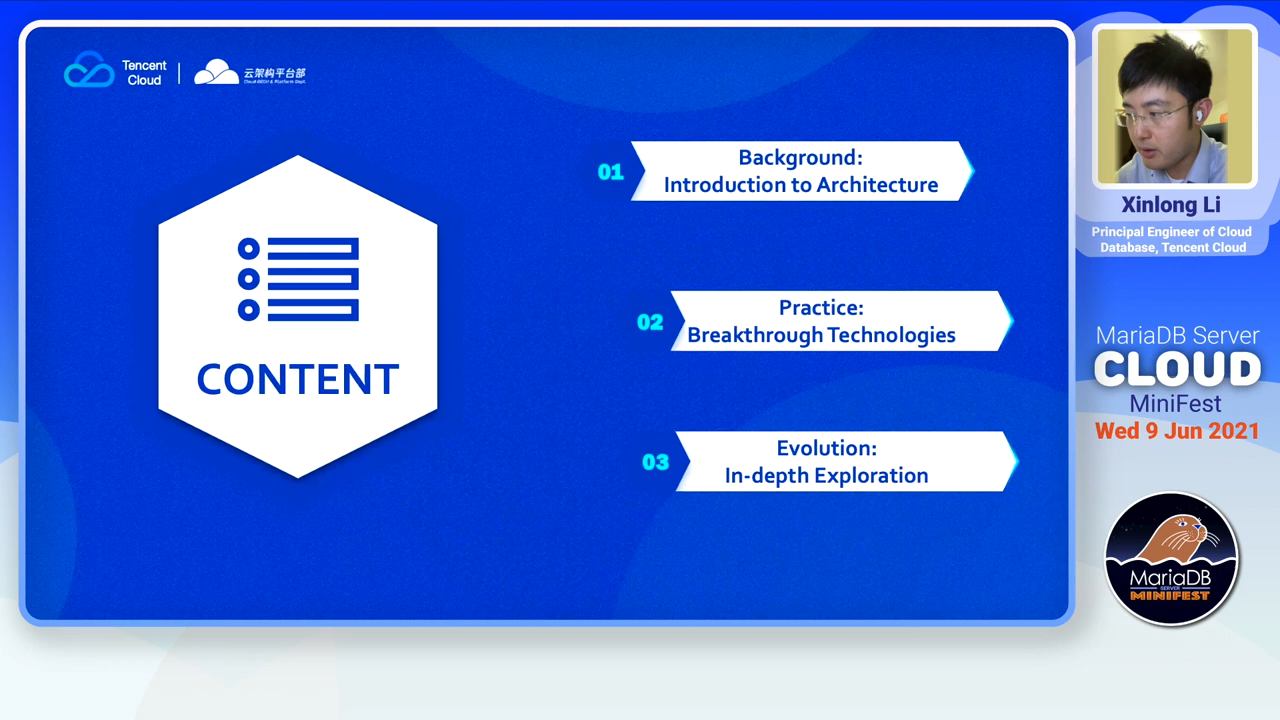 Tencent
Cloud
云架构平台部
CONTENT
01
Background:
Introduction to Architecture
02
Practice:
Breakthrough Technologies
03
Evolution:
In-depth Exploration
Xinlong Li
Principal Engineer of Cloud
Database, Tencent Cloud
MariaDB Server
CLOUD
MiniFest
Wed 9 Jun 2021
MariaDB
SERVER
MINIFEST